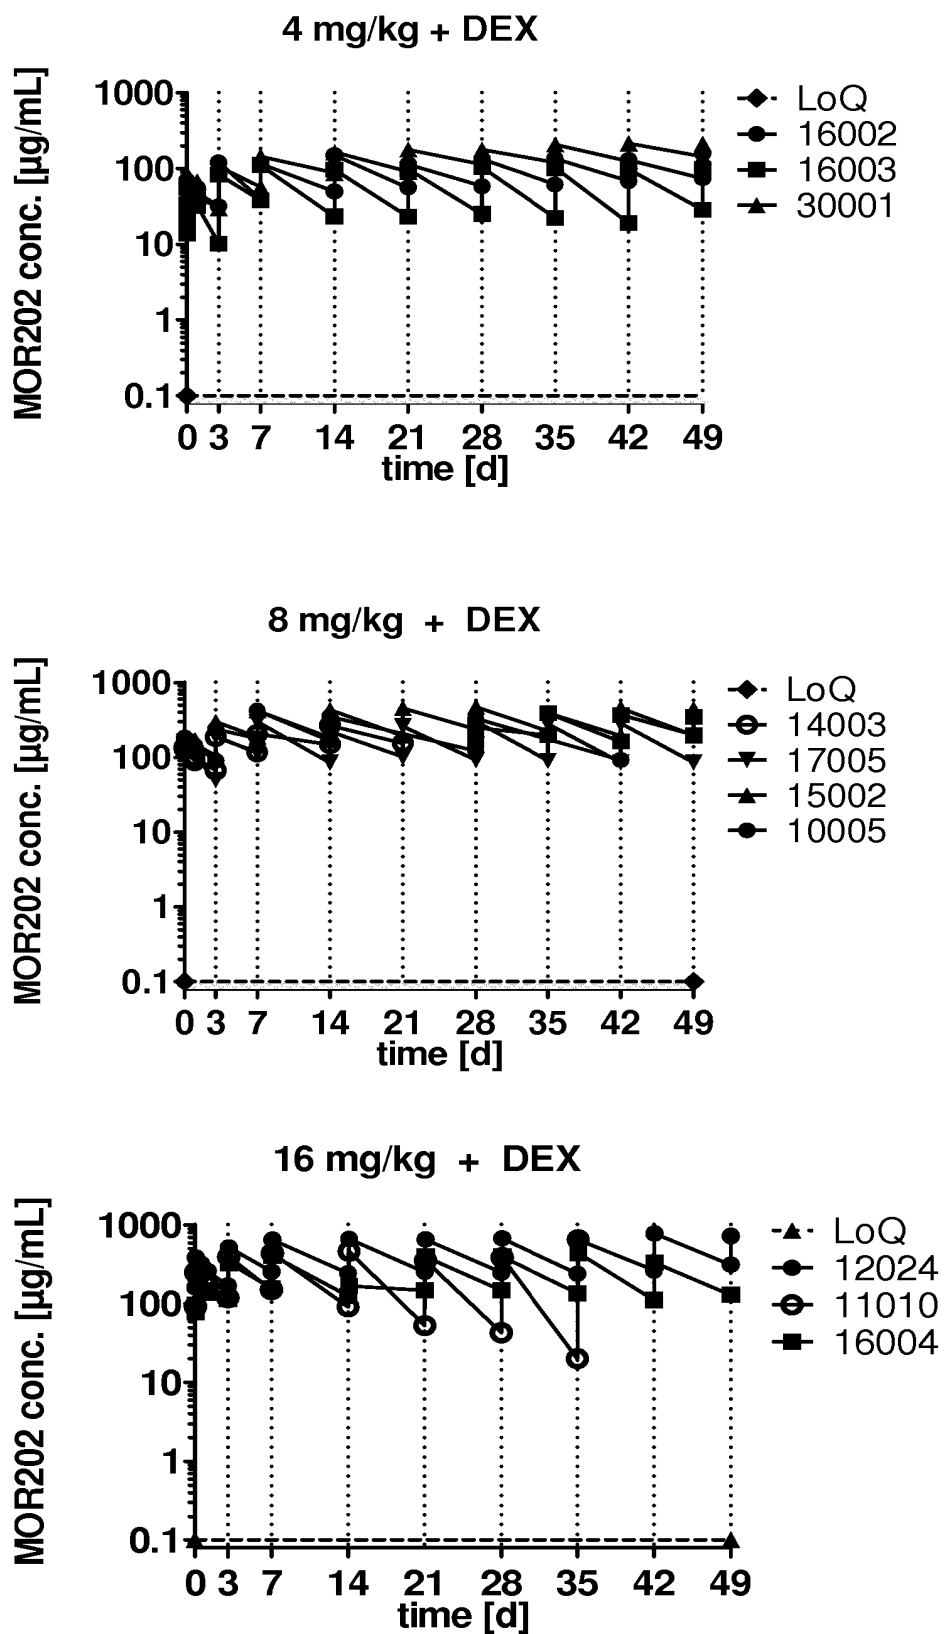 4 mg/kg + DEX
MOR202 conc. [µg/mL]
1000
100
10
1
0.1
0 3 7 14 21 28 35 42 49
time [d]
LoQ
16002
16003
30001
8 mg/kg + DEX
MOR202 conc. [µg/mL]
1000
100
10
1
0.1
0 3 7 14 21 28 35 42 49
time [d]
LoQ
14003
17005
15002
10005
16 mg/kg + DEX
MOR202 conc. [µg/mL]
1000
100
10
1
0.1
0 3 7 14 21 28 35 42 49
time [d]
LoQ
12024
11010
16004